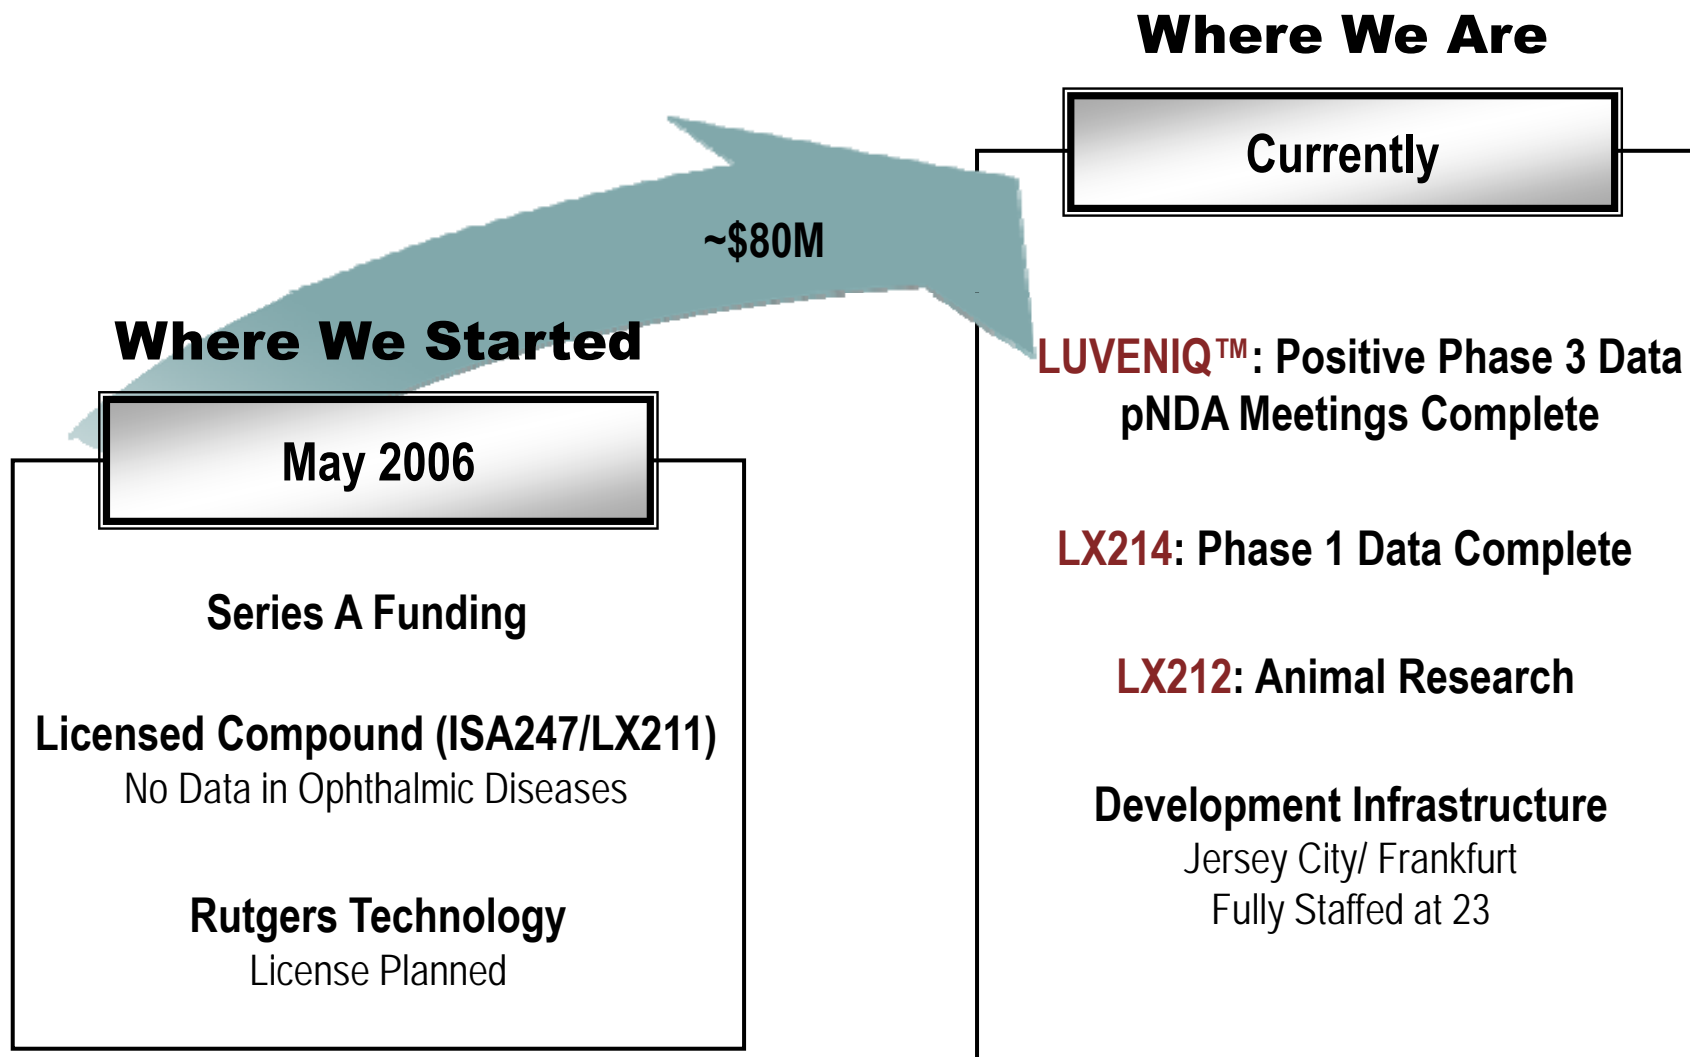 Where We Are
Currently
~$80M
Where We Started
May 2006
Series A Funding
Licensed Compound (ISA247/LX211)
No Data in Ophthalmic Diseases
Rutgers Technology
License Planned
LUVENIQ™: Positive Phase 3 Data
pNDA Meetings Complete
LX214: Phase 1 Data Complete
LX212: Animal Research
Development Infrastructure
Jersey City/ Frankfurt
Fully Staffed at 23